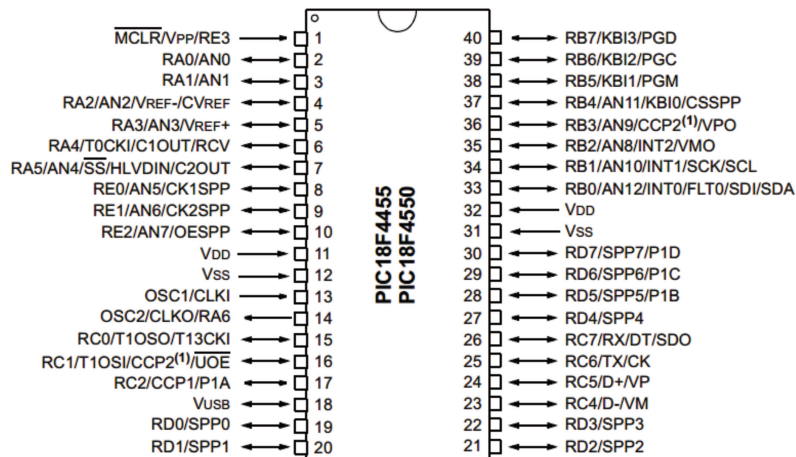 MCLR/VPP/RE3 1
RA0/AN0 2
RA1/AN1 3
RA2/AN2/VREF-/CVREF 4
RA3/AN3/VREF+ 5
RA4/T0CKI/C1OUT/RCV 6
RA5/AN4/SS/HLVDIN/C2OUT 7
RE0/AN5/CK1SPP 8
RE1/AN6/CK2SPP 9
RE2/AN7/OESPP 10
VDD 11
VSS 12
OSC1/CLKI 13
OSC2/CLKO/RA6 14
RC0/T1OSO/T13CKI 15
RC1/T1OSI/CCP2(1)/UOE 16
RC2/CCP1/P1A 17
VUSB 18
RD0/SPP0 19
RD1/SPP1 20
PIC18F4455
PIC18F4550
40 RB7/KBI3/PGD
39 RB6/KBI2/PGC
38 RB5/KBI1/PGM
37 RB4/AN11/KBI0/CSSPP
36 RB3/AN9/CCP2(1)/VPO
35 RB2/AN8/INT2/VMO
34 RB1/AN10/INT1/SCK/SCL
33 RB0/AN12/INT0/FLT0/SDI/SDA
32 VDD
31 VSS
30 RD7/SPP7/P1D
29 RD6/SPP6/P1C
28 RD5/SPP5/P1B
27 RD4/SPP4
26 RC7/RX/DT/SDO
25 RC6/TX/CK
24 RC5/D+/VP
23 RC4/D-/VM
22 RD3/SPP3
21 RD2/SPP2